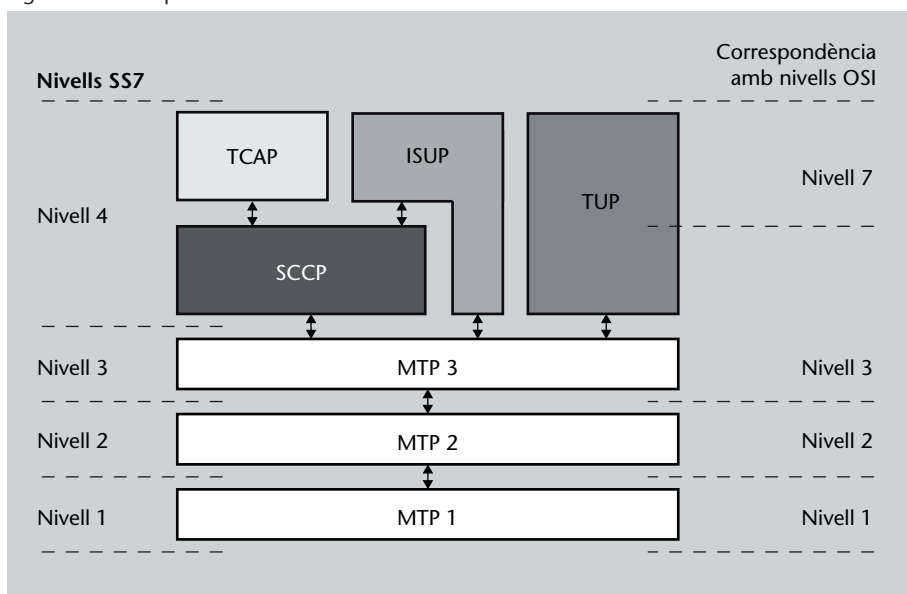 Correspondència
amb nivells OSI
Nivells SS7
TCAP
ISUP
TUP
Nivell 7
Nivell 4
SCCP
Nivell 3
MTP 3
Nivell 3
Nivell 2
MTP 2
Nivell 2
Nivell 1
MTP 1
Nivell 1